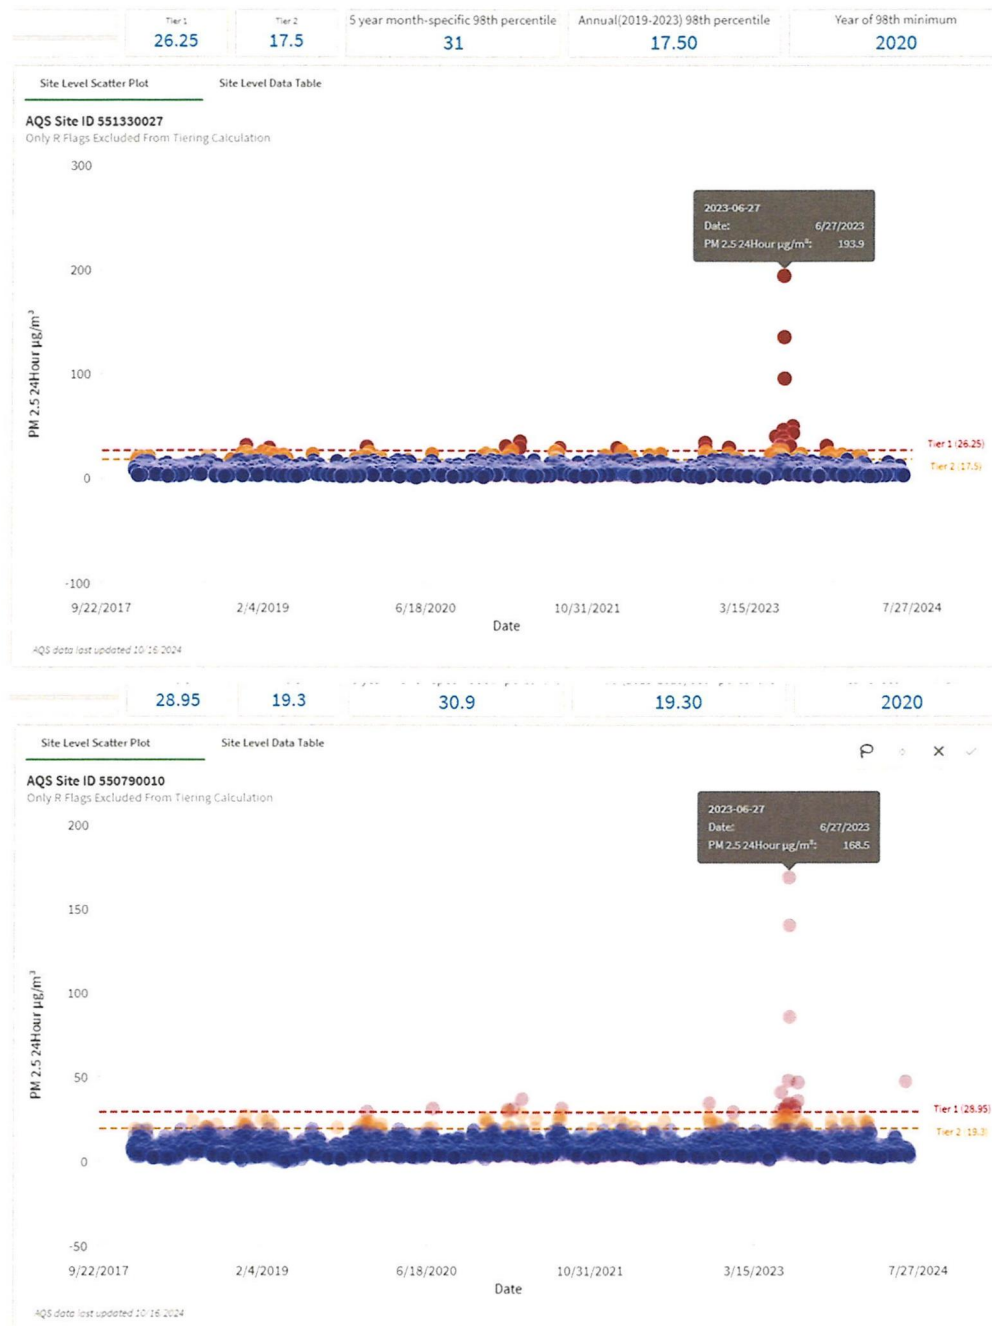 Tier 1 Tier 2 5 year month-specific 98th percentile Annual(2019-2023) 98th percentile Year of 98th minimum
26.25 17.5 31 17.50 2020
Site Level Scatter Plot Site Level Data Table
AQS Site ID 551330027
Only R Flags Excluded From Tiering Calculation
300
2023-06-27
Date: 6/27/2023
PM 2.5 24Hour µg/m³: 193.9
200
PM 2.5 24Hour µg/m³
100
Tier 1 (26.25)
Tier 2 (17.5)
0
-100
9/22/2017 2/4/2019 6/18/2020 10/31/2021 3/15/2023 7/27/2024
Date
AQS data last updated 10/16/2024
28.95 19.3 30.9 19.30 2020
Site Level Scatter Plot Site Level Data Table
AQS Site ID 550790010
Only R Flags Excluded From Tiering Calculation
2023-06-27
Date: 6/27/2023
PM 2.5 24Hour µg/m³: 168.5
200
150
100
PM 2.5 24Hour µg/m³
50
Tier 1 (28.95)
Tier 2 (19.3)
0
-50
9/22/2017 2/4/2019 6/18/2020 10/31/2021 3/15/2023 7/27/2024
Date
AQS data last updated 10/16/2024